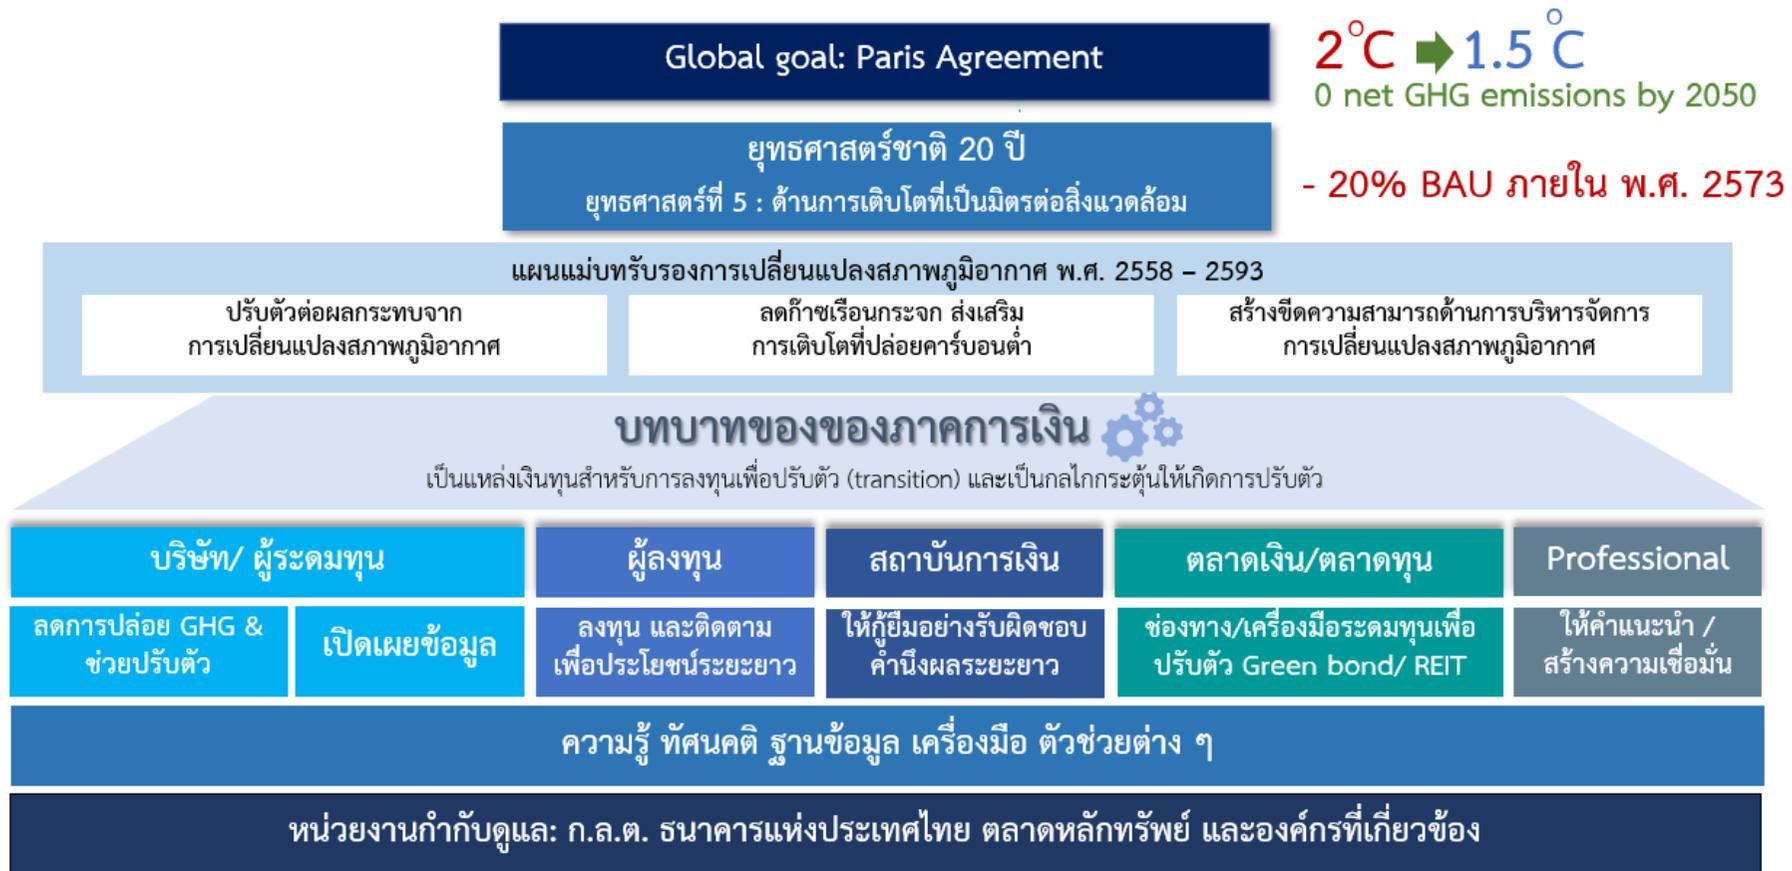 Global goal: Paris Agreement
2°C 1.5°C
0 net GHG emissions by 2050
ยุทธศาสตร์ชาติ 20 ปี
ยุทธศาสตร์ที่ 5 : ด้านการเติบโตที่เป็นมิตรต่อสิ่งแวดล้อม
- 20% BAU ภายใน พ.ศ. 2573
แผนแม่บทรับรองการเปลี่ยนแปลงสภาพภูมิอากาศ พ.ศ. 2558 – 2593
ปรับตัวต่อผลกระทบจาก
การเปลี่ยนแปลงสภาพภูมิอากาศ
ลดก๊าซเรือนกระจก ส่งเสริม
การเติบโตที่ปล่อยคาร์บอนต่ำ
สร้างขีดความสามารถด้านการบริหารจัดการ
การเปลี่ยนแปลงสภาพภูมิอากาศ
บทบาทของของภาคการเงิน
เป็นแหล่งเงินทุนสำหรับการลงทุนเพื่อปรับตัว (transition) และเป็นกลไกกระตุ้นให้เกิดการปรับตัว
บริษัท/ ผู้ระดมทุน
ลดการปล่อย GHG &
ช่วยปรับตัว
เปิดเผยข้อมูล
ผู้ลงทุน
ลงทุน และติดตาม
เพื่อประโยชน์ระยะยาว
สถาบันการเงิน
ให้กู้ยืมอย่างรับผิดชอบ
คำนึงผลระยะยาว
ตลาดเงิน/ตลาดทุน
ช่องทาง/เครื่องมือระดมทุนเพื่อ
ปรับตัว Green bond/ REIT
Professional
ให้คำแนะนำ /
สร้างความเชื่อมั่น
ความรู้ ทัศนคติ ฐานข้อมูล เครื่องมือ ตัวช่วยต่าง ๆ
หน่วยงานกำกับดูแล: ก.ล.ต. ธนาคารแห่งประเทศไทย ตลาดหลักทรัพย์ และองค์กรที่เกี่ยวข้อง